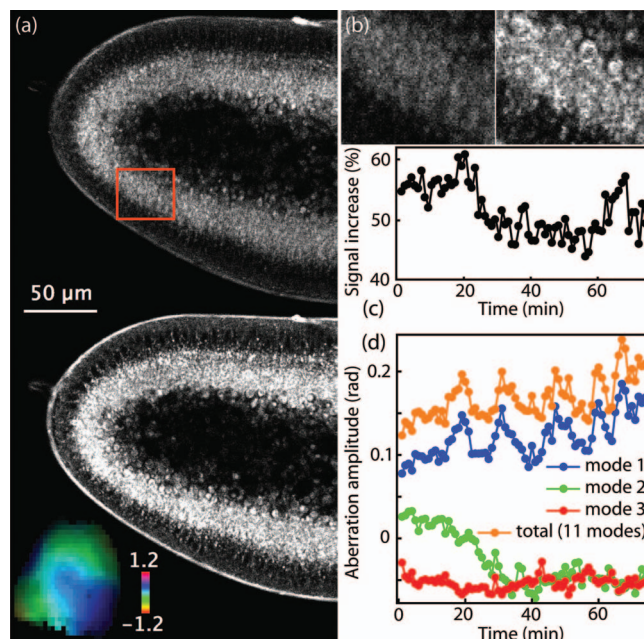 (a)
50 µm
1.2
-1.2
(b)
Signal increase (%)
60
50
40
0
20
40
60
Time (min)
(c)
(d)
Aberration amplitude (rad)
0.2
0.1
0
mode 1
mode 2
mode 3
total (11 modes)
0
20
40
60
Time (min)